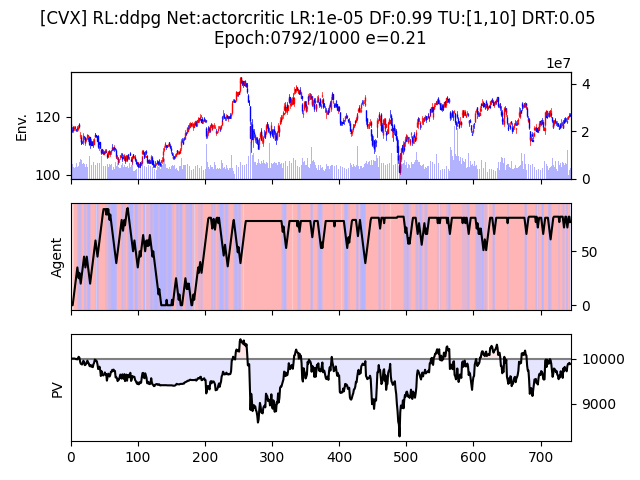 [CVX] RL:ddpg Net:actorcritic LR:1e-05 DF:0.99 TU:[1,10] DRT:0.05
Epoch:0792/1000 e=0.21
1e7
Env.
120
100
4
2
0
Agent
50
0
PV
10000
9000
0 100 200 300 400 500 600 700